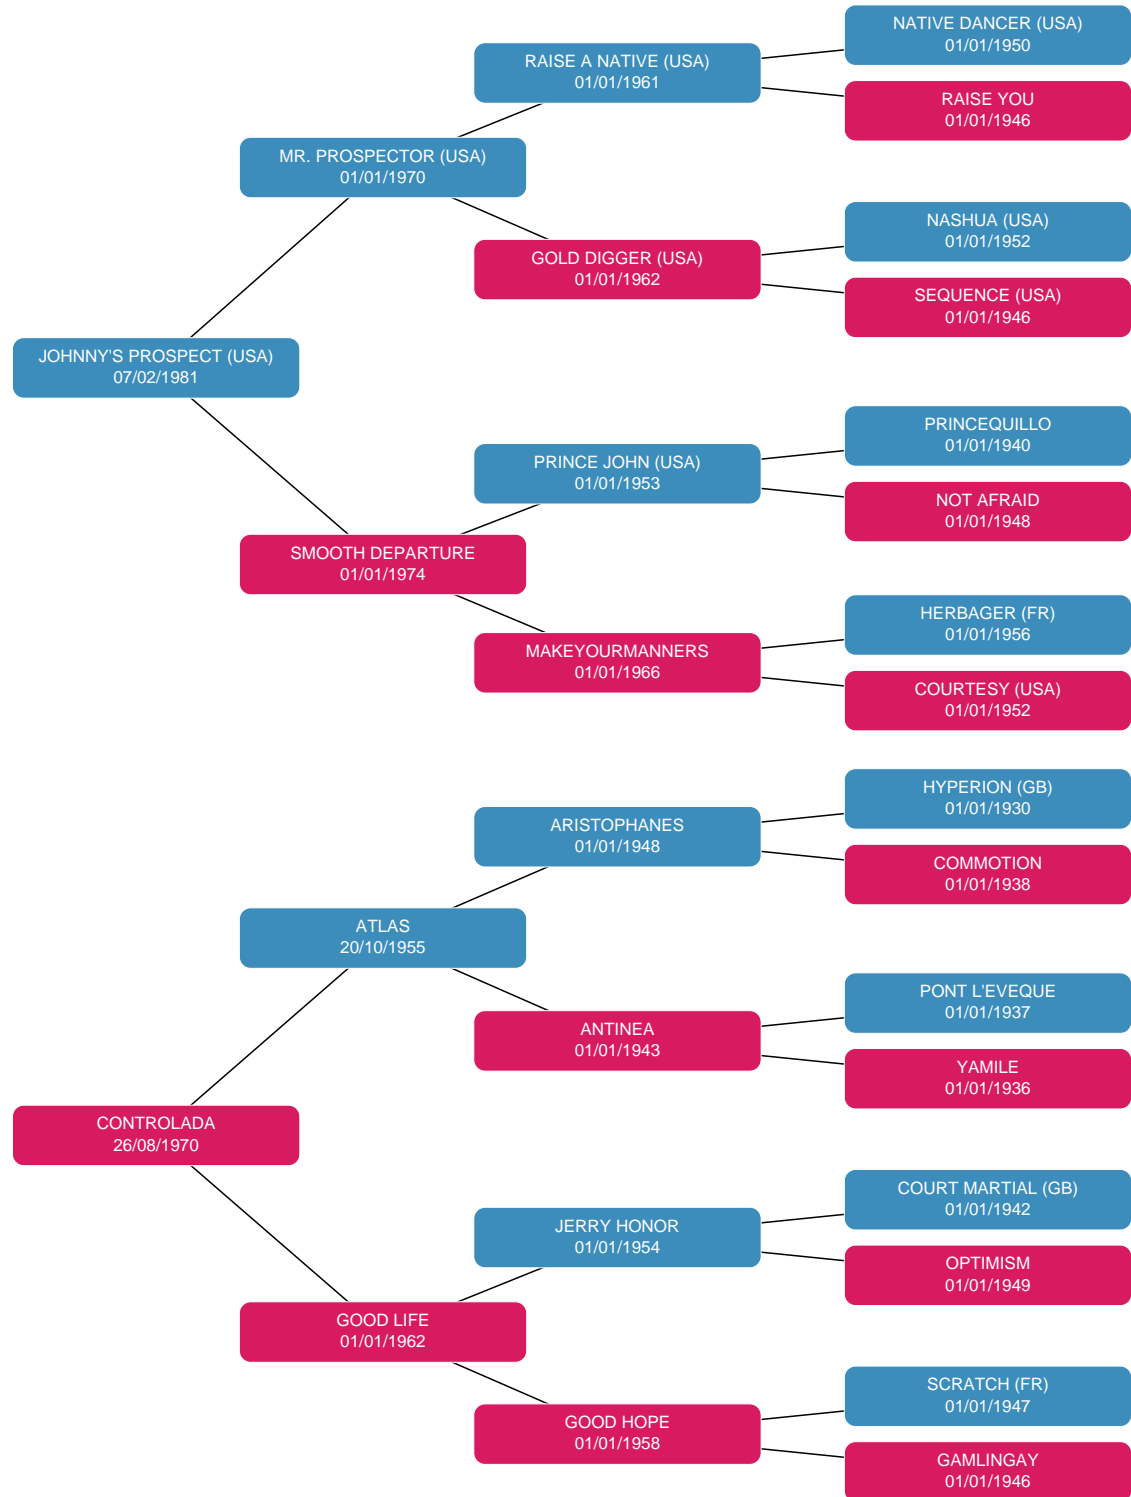 NATIVE DANCER (USA)
01/01/1950
RAISE A NATIVE (USA)
01/01/1961
RAISE YOU
01/01/1946
MR. PROSPECTOR (USA)
01/01/1970
NASHUA (USA)
01/01/1952
GOLD DIGGER (USA)
01/01/1962
SEQUENCE (USA)
01/01/1946
JOHNNY'S PROSPECT (USA)
07/02/1981
PRINCEQUILLO
01/01/1940
PRINCE JOHN (USA)
01/01/1953
NOT AFRAID
01/01/1948
SMOOTH DEPARTURE
01/01/1974
HERBAGER (FR)
01/01/1956
MAKEYOURMANNERS
01/01/1966
COURTESY (USA)
01/01/1952
HYPERION (GB)
01/01/1930
ARISTOPHANES
01/01/1948
COMMOTION
01/01/1938
ATLAS
20/10/1955
PONT L'EVEQUE
01/01/1937
ANTINEA
01/01/1943
YAMILE
01/01/1936
CONTROLADA
26/08/1970
COURT MARTIAL (GB)
01/01/1942
JERRY HONOR
01/01/1954
OPTIMISM
01/01/1949
GOOD LIFE
01/01/1962
SCRATCH (FR)
01/01/1947
GOOD HOPE
01/01/1958
GAMLINGAY
01/01/1946